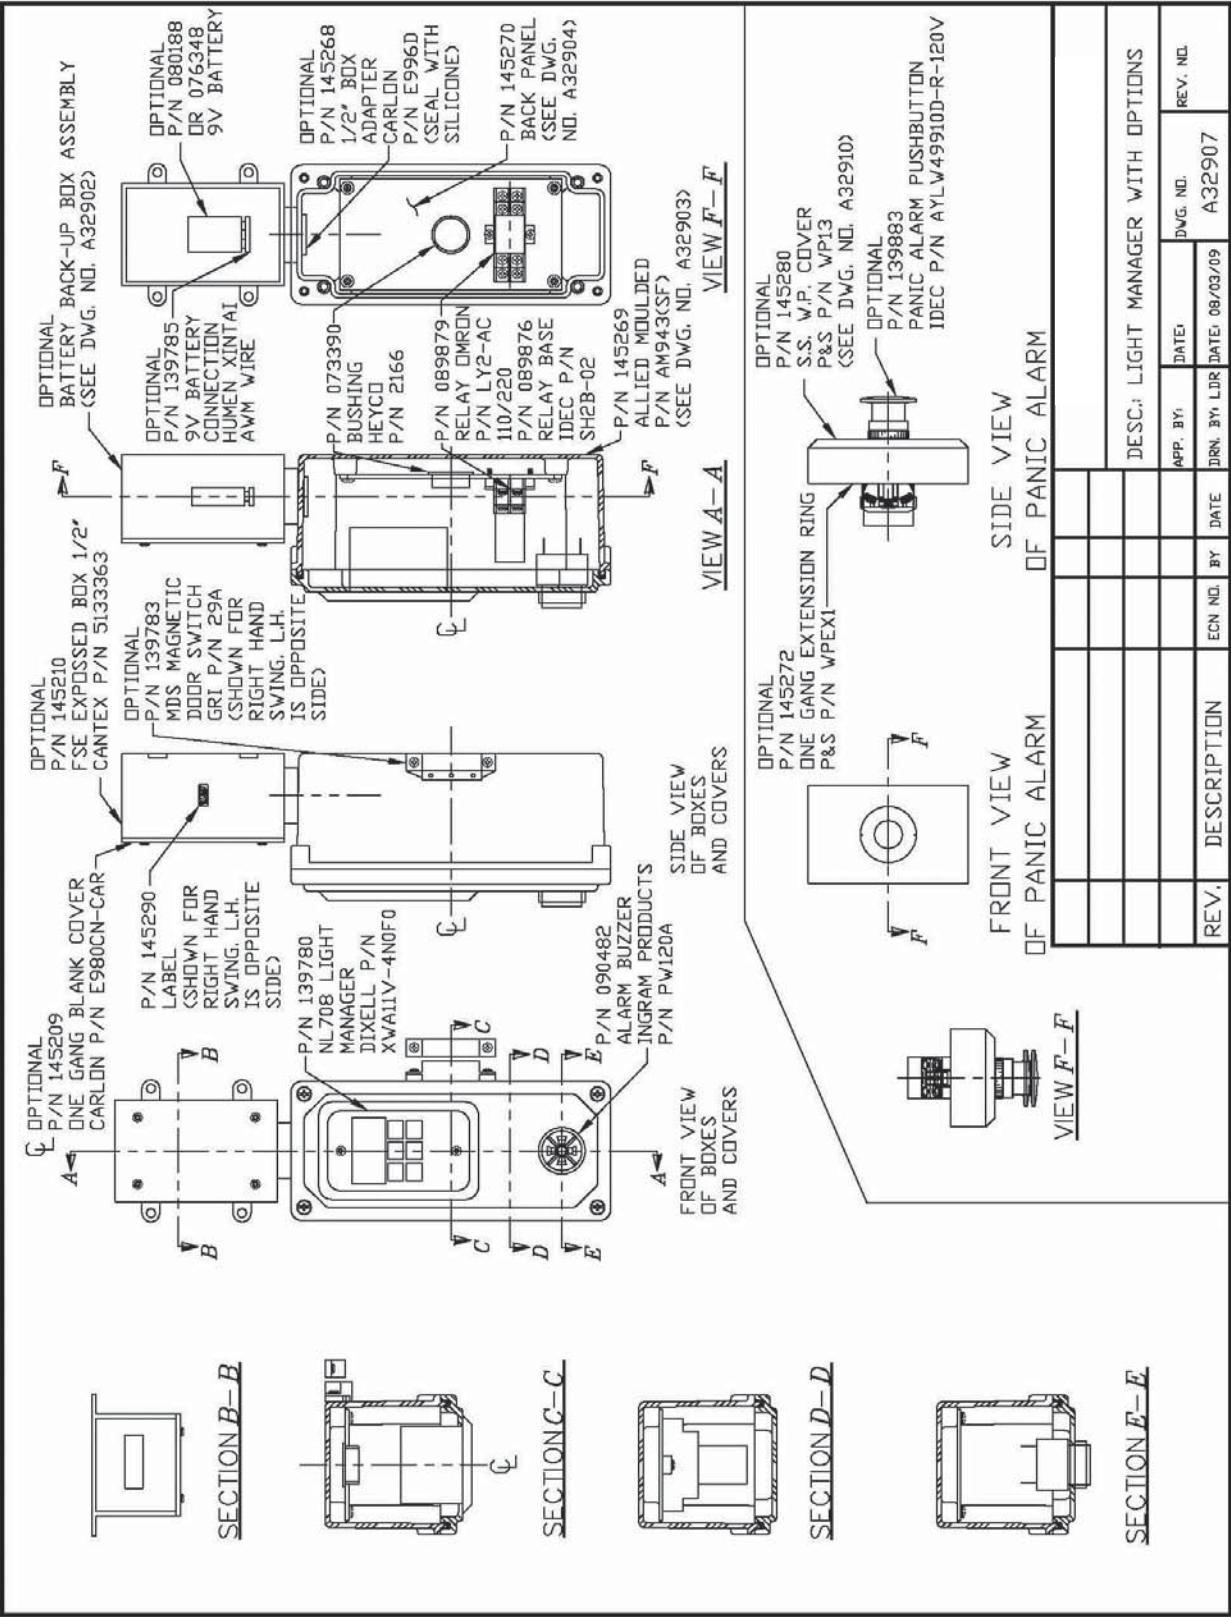 OPTIONAL
P/N 145209
ONE GANG BLANK COVER
CARLON P/N E980CN-CAR
OPTIONAL
P/N 145210
FSE EXPOSSED BOX 1/2"
CANTEX P/N 5133363
OPTIONAL
BATTERY BACK-UP BOX ASSEMBLY
(SEE DWG. NO. A32902)
OPTIONAL
P/N 080188
OR 076348
9V BATTERY
P/N 145290
LABEL
(SHOWN FOR
RIGHT HAND
SWING. L.H.
IS OPPOSITE
SIDE)
OPTIONAL
P/N 139783
MDS MAGNETIC
DOOR SWITCH
GRI P/N 29A
(SHOWN FOR
RIGHT HAND
SWING. L.H.
IS OPPOSITE
SIDE)
OPTIONAL
P/N 139785
9V BATTERY
CONNECTION
HUMEN XINTAI
AWM WIRE
OPTIONAL
P/N 145268
1/2" BOX
ADAPTER
CARLON
P/N E996D
(SEAL WITH
SILICONE)
P/N 139780
NL708 LIGHT
MANAGER
DIXELL P/N
XWA11V-4N0F0
P/N 073390
BUSHING
HEYCO
P/N 2166
P/N 089879
RELAY OMRON
P/N LY2-AC
110/220
P/N 089876
RELAY BASE
IDEC P/N
SH2B-02
P/N 145270
BACK PANEL
(SEE DWG.
NO. A32904)
P/N 145269
ALLIED MOULDED
P/N AM943(SF)
(SEE DWG. NO. A32903)
P/N 090482
ALARM BUZZER
INGRAM PRODUCTS
P/N PW120A
A
A
B
B
C
C
D
D
E
E
F
F
FRONT VIEW
OF BOXES
AND COVERS
SIDE VIEW
OF BOXES
AND COVERS
VIEW A-A
VIEW F-F
SECTION B-B
SECTION C-C
SECTION D-D
SECTION E-E
OPTIONAL
P/N 145272
ONE GANG EXTENSION RING
P&S P/N WPEX1
OPTIONAL
P/N 145280
S.S. W.P. COVER
P&S P/N WP13
(SEE DWG. NO. A32910)
OPTIONAL
P/N 139883
PANIC ALARM PUSHBUTTON
IDEC P/N AYLW49910D-R-120V
F
F
VIEW F-F
FRONT VIEW
OF PANIC ALARM
SIDE VIEW
OF PANIC ALARM
DESC.: LIGHT MANAGER WITH OPTIONS
REV. DESCRIPTION ECN NO. BY DATE
APP. BY: DATE:
DRN. BY: LDR DATE: 08/03/09
DWG. NO. A32907
REV. NO.